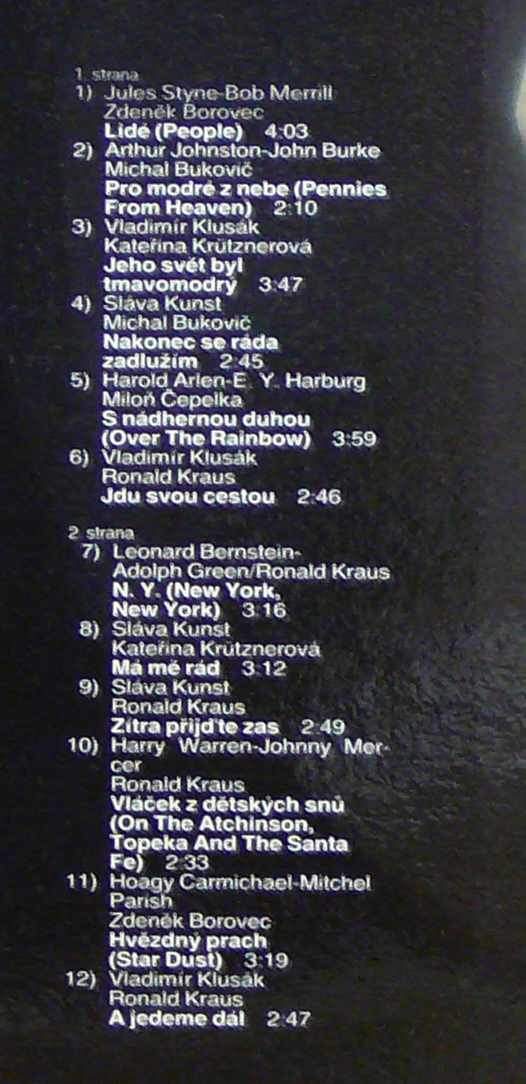 1. strana
1) Jules Styne-Bob Merrill
Zdeněk Borovec
Lidé (People) 4:03
2) Arthur Johnston-John Burke
Michal Bukovič
Pro modré z nebe (Pennies
From Heaven) 2:10
3) Vladimír Klusák
Kateřina Krütznerová
Jeho svět byl
tmavomodrý 3:47
4) Sláva Kunst
Michal Bukovič
Nakonec se ráda
zadlužím 2:45
5) Harold Arlen-E. Y. Harburg
Miloň Čepelka
S nádhernou duhou
(Over The Rainbow) 3:59
6) Vladimír Klusák
Ronald Kraus
Jdu svou cestou 2:46
2. strana
7) Leonard Bernstein-
Adolph Green/Ronald Kraus
N. Y. (New York,
New York) 3:16
8) Sláva Kunst
Kateřina Krütznerová
Má mě rád 3:12
9) Sláva Kunst
Ronald Kraus
Zítra přijďte zas 2:49
10) Harry Warren-Johnny Mer-
cer
Ronald Kraus
Vláček z dětských snů
(On The Atchinson,
Topeka And The Santa
Fe) 2:33
11) Hoagy Carmichael-Mitchel
Parish
Zdeněk Borovec
Hvězdný prach
(Star Dust) 3:19
12) Vladimír Klusák
Ronald Kraus
A jedeme dál 2:47